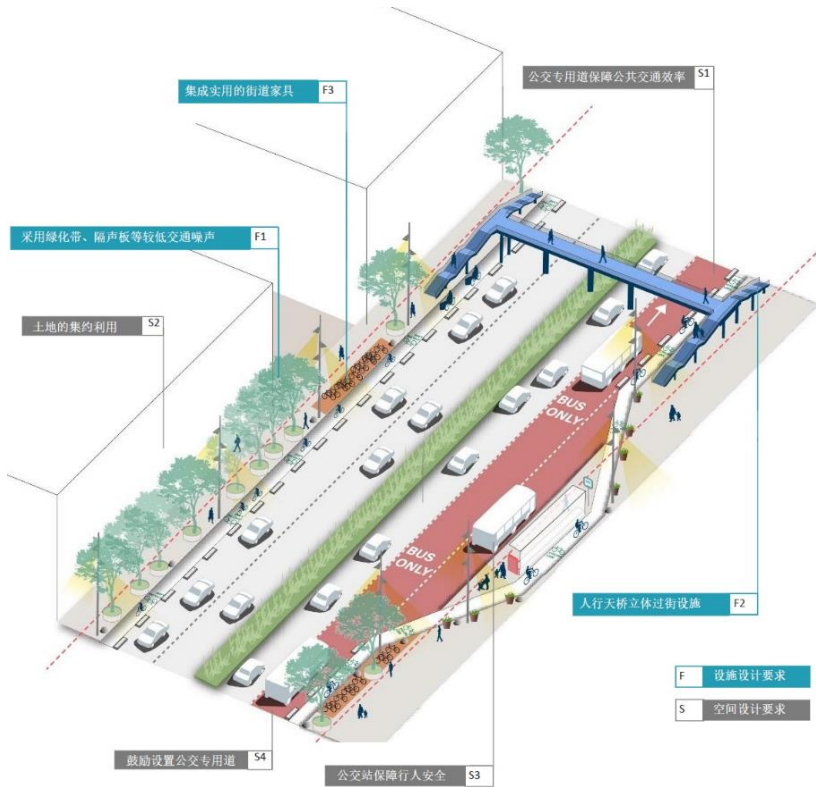 公交专用道保障公共交通效率 S1
集成实用的街道家具 F3
采用绿化带、隔声板等较低交通噪声 F1
土地的集约利用 S2
BUS ONLY
BUS ONLY
人行天桥立体过街设施 F2
F 设施设计要求
S 空间设计要求
鼓励设置公交专用道 S4
公交站保障行人安全 S3